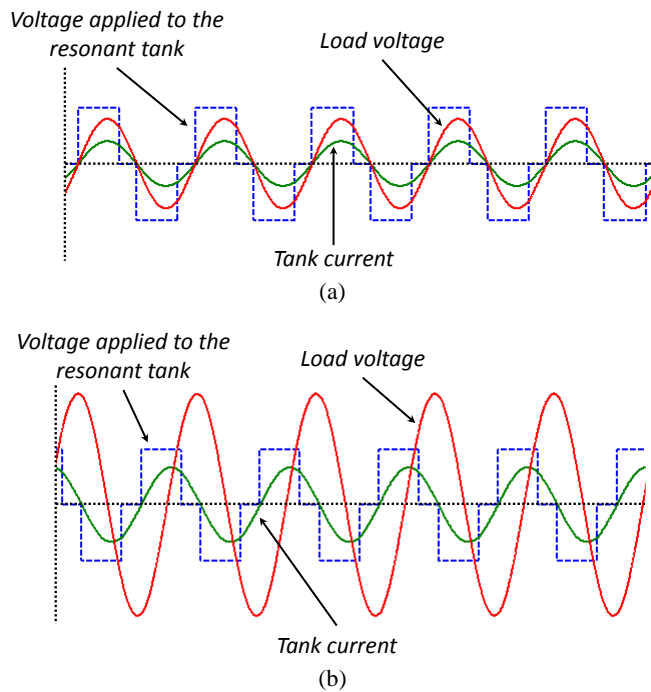 Voltage applied to the
resonant tank
Load voltage
Tank current
(a)
Voltage applied to the
resonant tank
Load voltage
Tank current
(b)